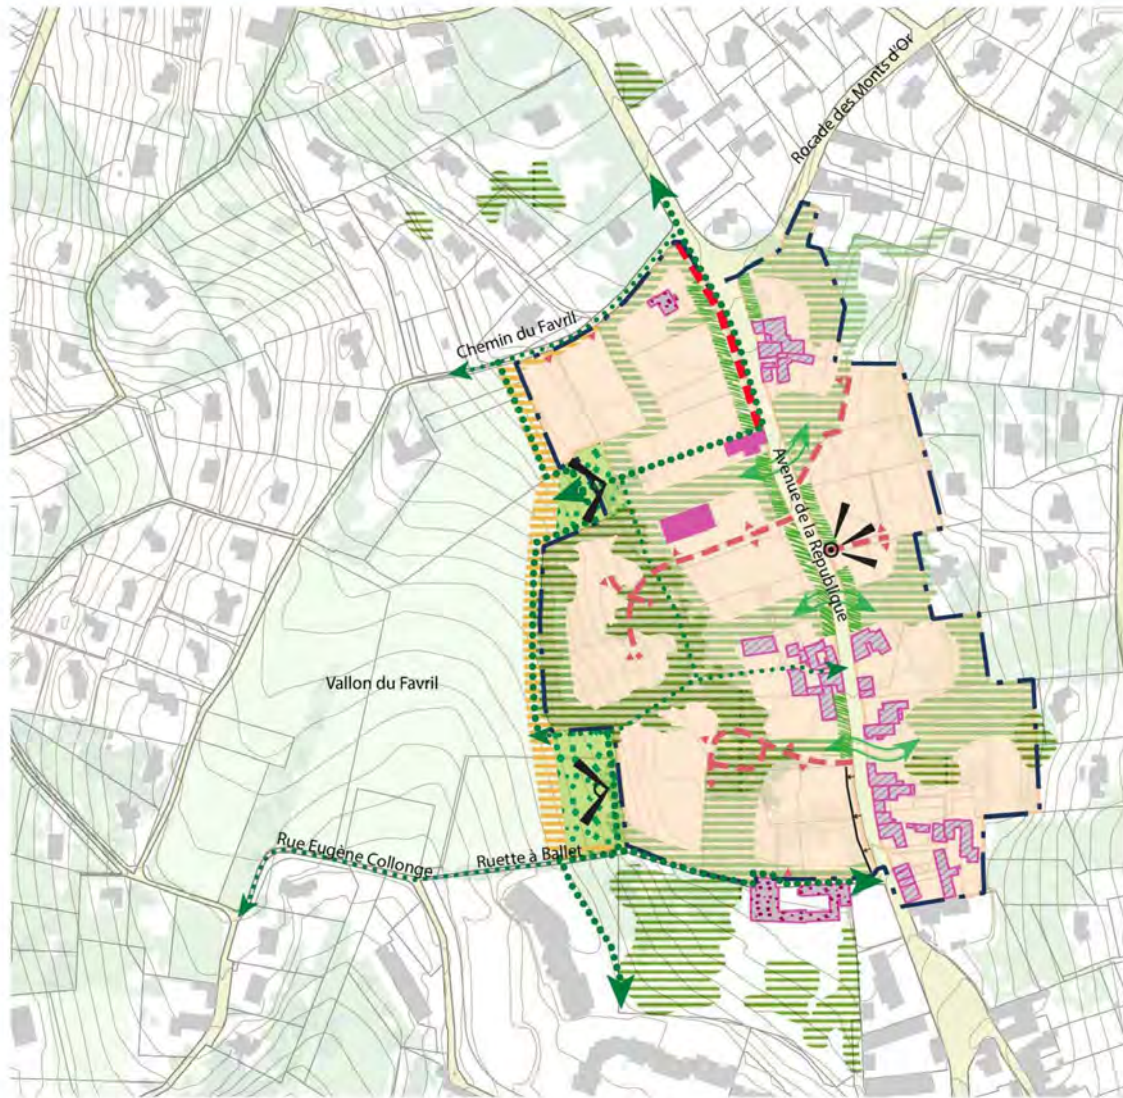 Rocade des Monts d'Or
Chemin du Favril
Avenue de la République
Vallon du Favril
Rue Eugène Collonge
Ruette à Ballet